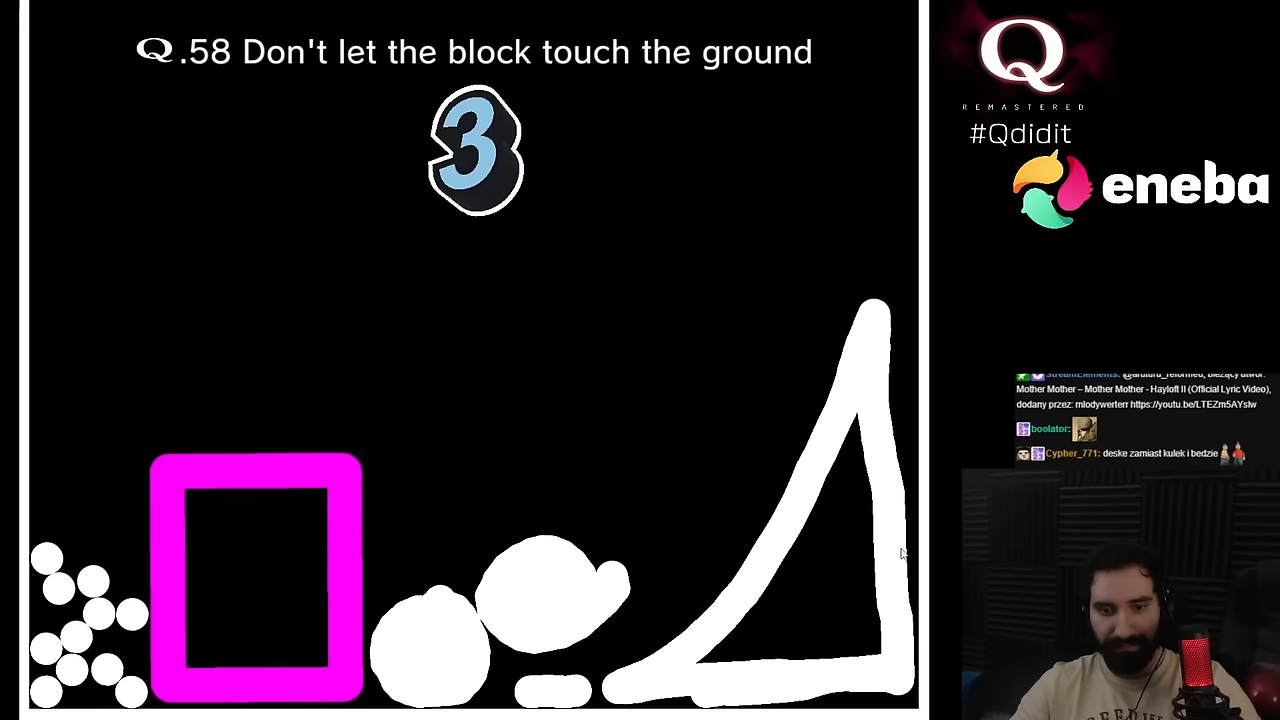 Q.58 Don't let the block touch the ground
3
Q
REMASTERED
#Qdidit
eneba
Mother Mother – Mother Mother - Hayloft II (Official Lyric Video),
dodany przez: mlodywerterr https://youtu.be/LTEZm5AYslw
boolator:
Cypher_771: deske zamiast kulek i bedzie